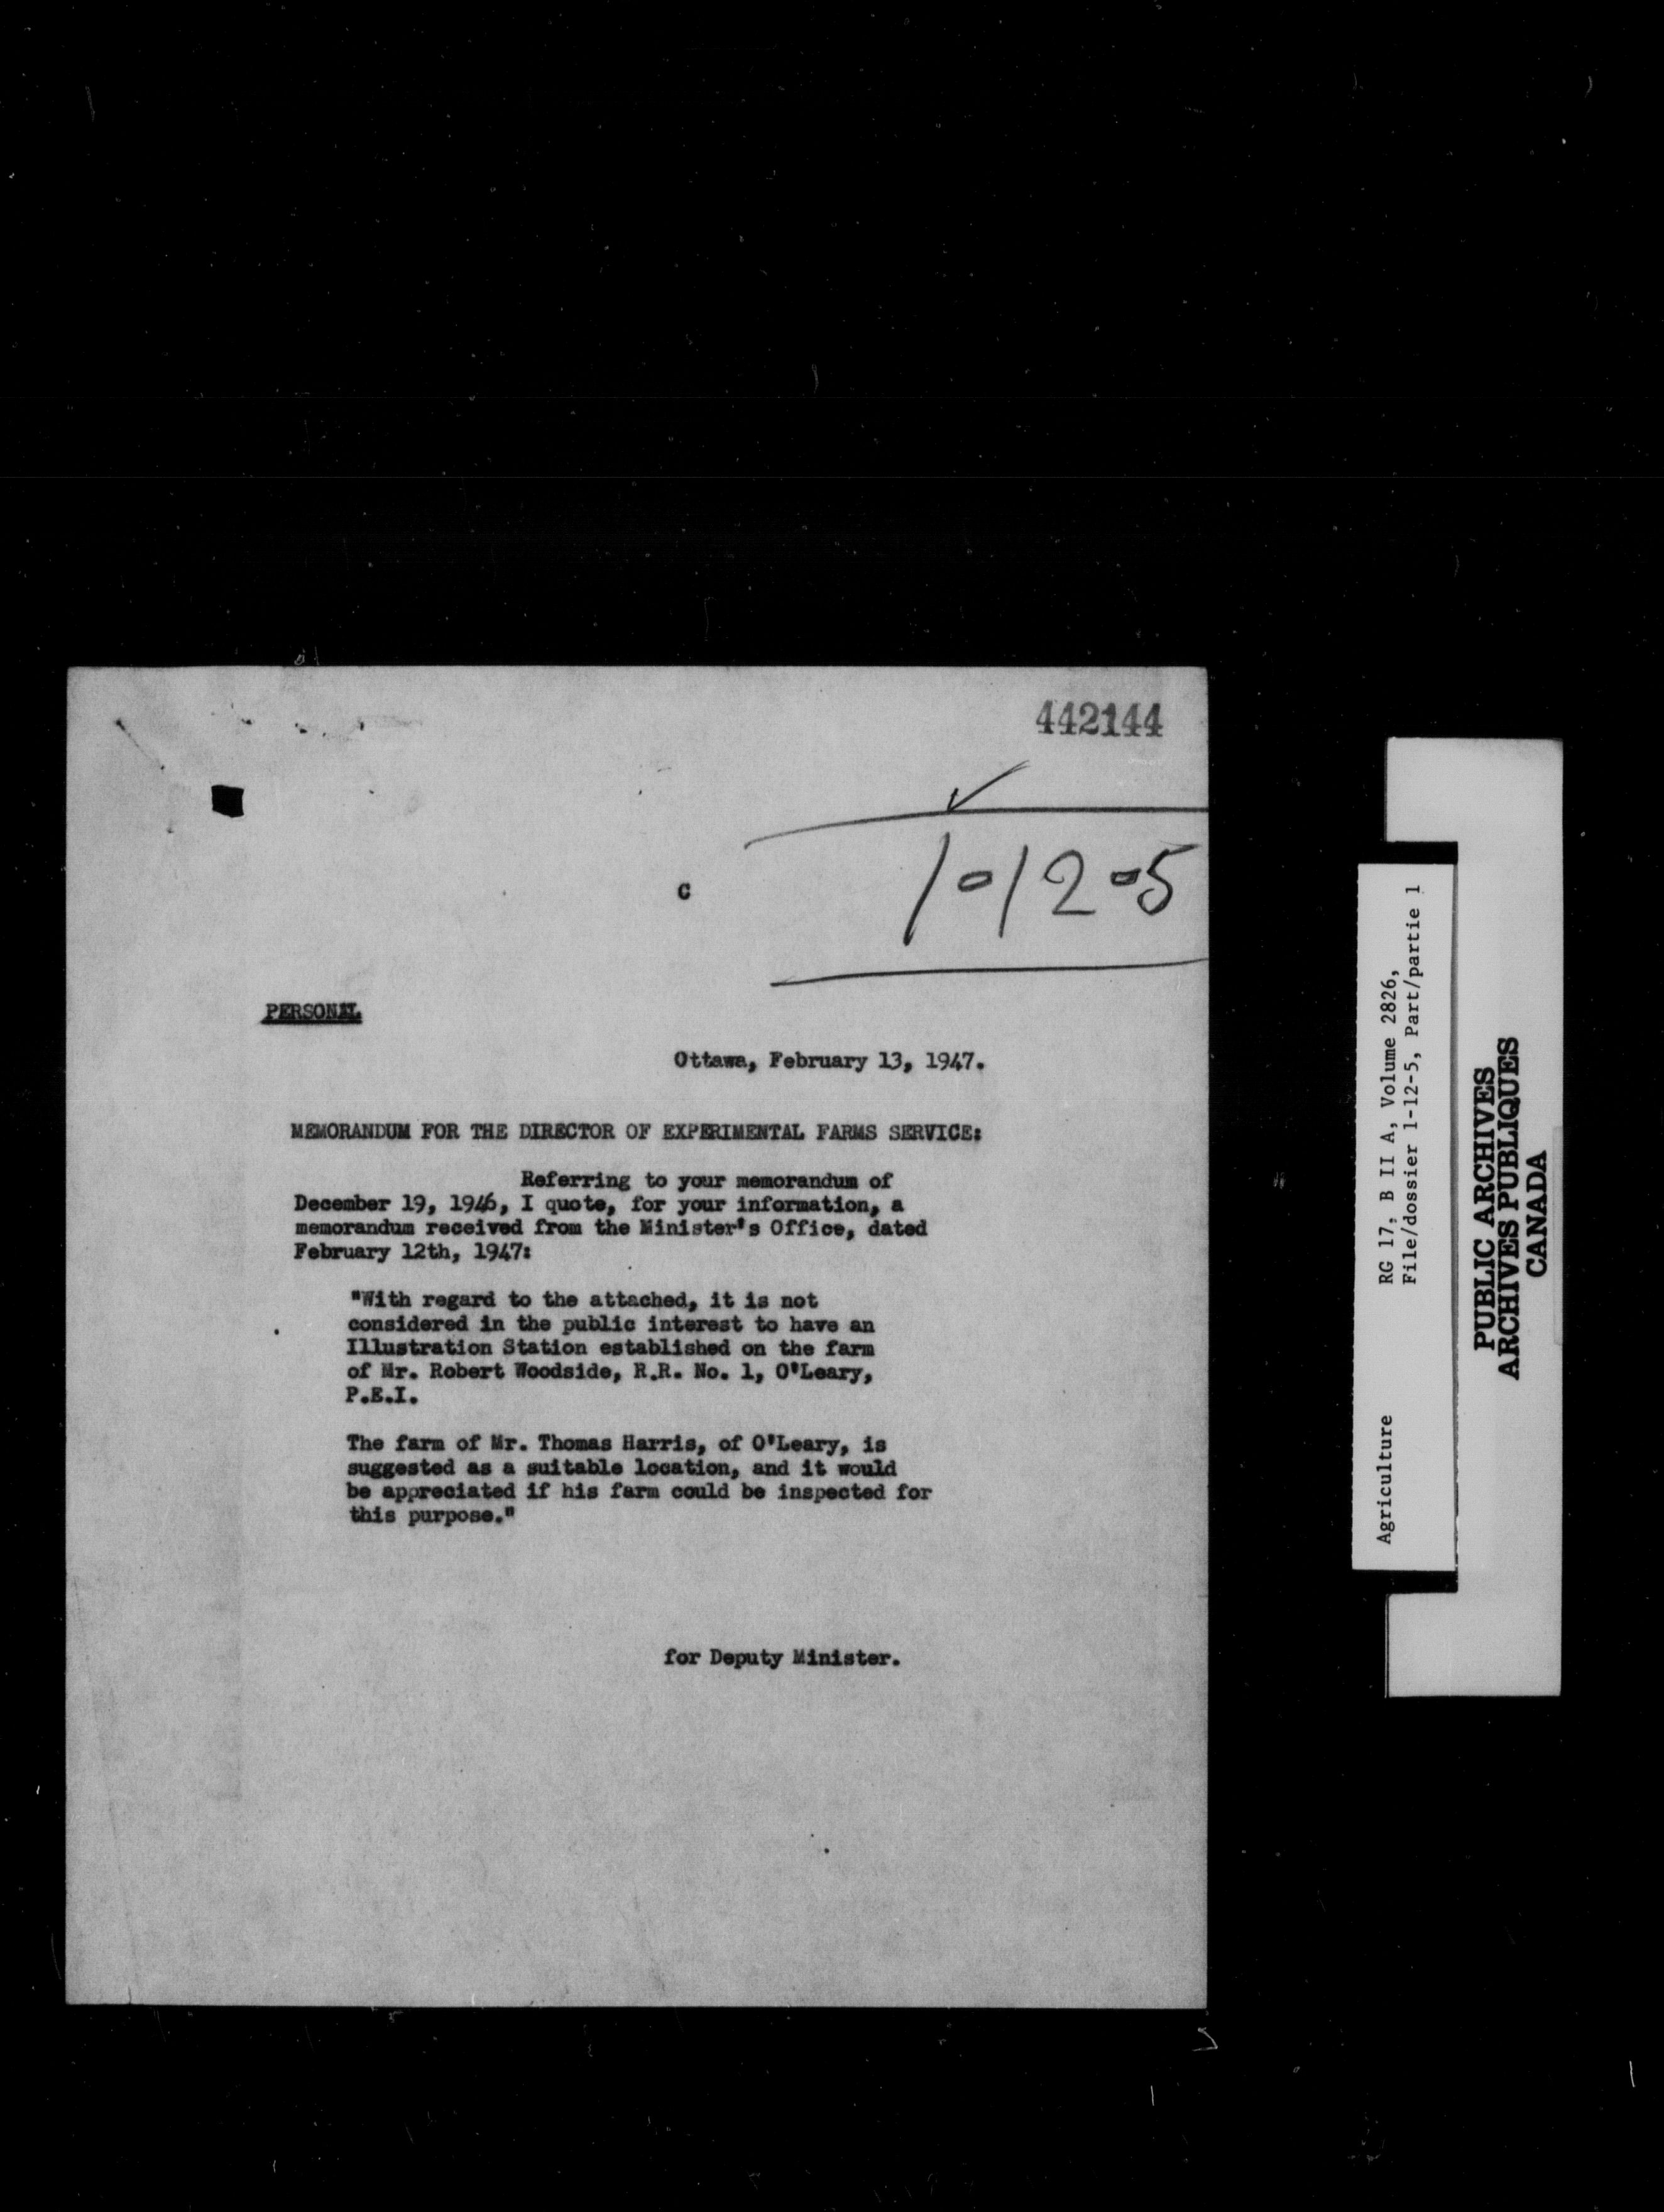 442144
1-12-5
C
PERSONAL
Ottawa, February 13, 1947.
MEMORANDUM FOR THE DIRECTOR OF EXPERIMENTAL FARMS SERVICE:
Referring to your memorandum of
December 19, 1946, I quote, for your information, a
memorandum received from the Minister's Office, dated
February 12th, 1947:
"With regard to the attached, it is not
considered in the public interest to have an
Illustration Station established on the farm
of Mr. Robert Woodside, R.R. No. 1, O'Leary,
P.E.I.
The farm of Mr. Thomas Harris, of O'Leary, is
suggested as a suitable location, and it would
be appreciated if his farm could be inspected for
this purpose."
for Deputy Minister.
Agriculture RG 17, B II A, Volume 2826,
File/dossier 1-12-5, Part/partie 1
PUBLIC ARCHIVES
ARCHIVES PUBLIQUES
CANADA